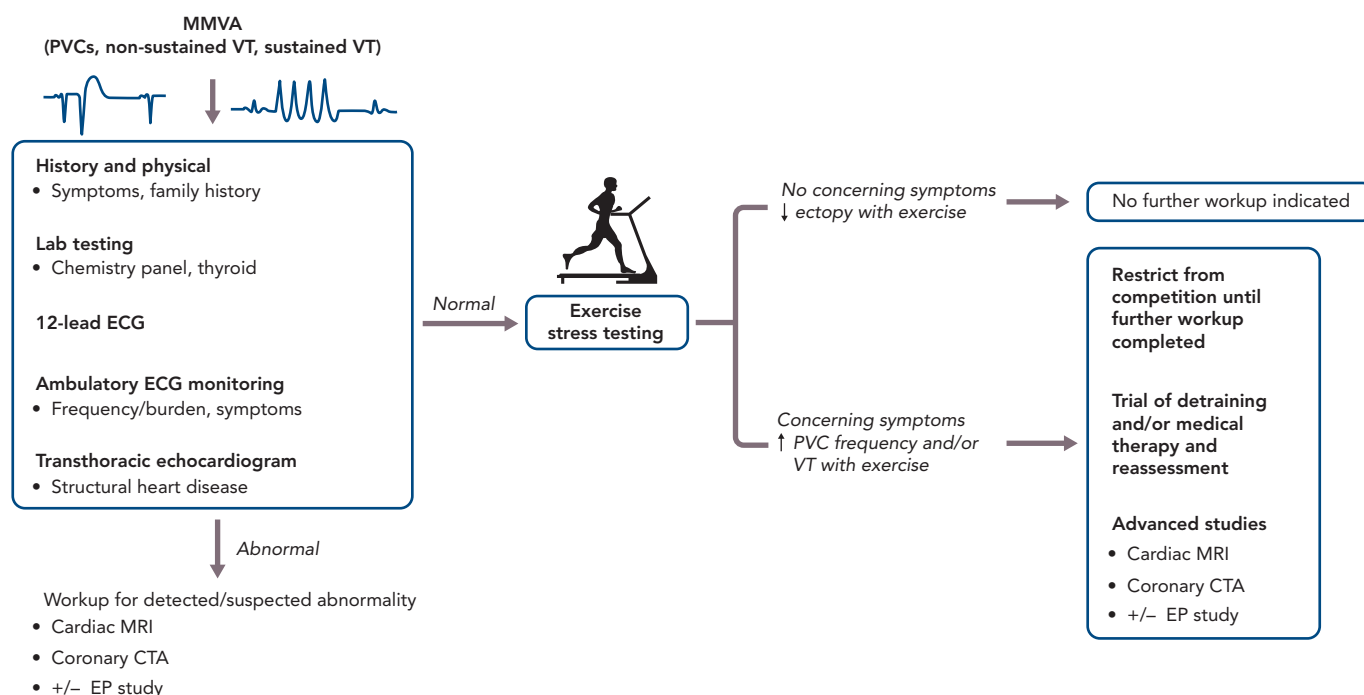 MMVA
(PVCs, non-sustained VT, sustained VT)
History and physical
• Symptoms, family history
Lab testing
• Chemistry panel, thyroid
12-lead ECG
Ambulatory ECG monitoring
• Frequency/burden, symptoms
Transthoracic echocardiogram
• Structural heart disease
Abnormal
Workup for detected/suspected abnormality
• Cardiac MRI
• Coronary CTA
• +/– EP study
Normal
Exercise
stress testing
No concerning symptoms
↓ ectopy with exercise
No further workup indicated
Concerning symptoms
↑ PVC frequency and/or
VT with exercise
Restrict from
competition until
further workup
completed
Trial of detraining
and/or medical
therapy and
reassessment
Advanced studies
• Cardiac MRI
• Coronary CTA
• +/– EP study